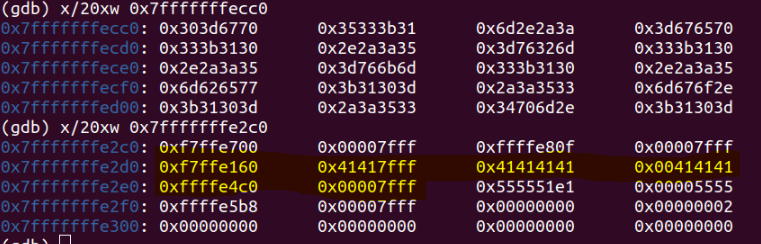 (gdb) x/20xw 0x7fffffffecc0
0x7fffffffecc0: 0x303d6770 0x35333b31 0x6d2e2a3a 0x3d676570
0x7fffffffecd0: 0x333b3130 0x2e2a3a35 0x3d76326d 0x333b3130
0x7fffffffece0: 0x2e2a3a35 0x3d766b6d 0x333b3130 0x2e2a3a35
0x7fffffffecf0: 0x6d626577 0x3b31303d 0x2a3a3533 0x6d676f2e
0x7fffffffed00: 0x3b31303d 0x2a3a3533 0x34706d2e 0x3b31303d
(gdb) x/20xw 0x7fffffffe2c0
0x7fffffffe2c0: 0xf7ffe700 0x00007fff 0xffffe80f 0x00007fff
0x7fffffffe2d0: 0xf7ffe160 0x41417fff 0x41414141 0x00414141
0x7fffffffe2e0: 0xffffe4c0 0x00007fff 0x555551e1 0x00005555
0x7fffffffe2f0: 0xffffe5b8 0x00007fff 0x00000000 0x00000002
0x7fffffffe300: 0x00000000 0x00000000 0x00000000 0x00000000